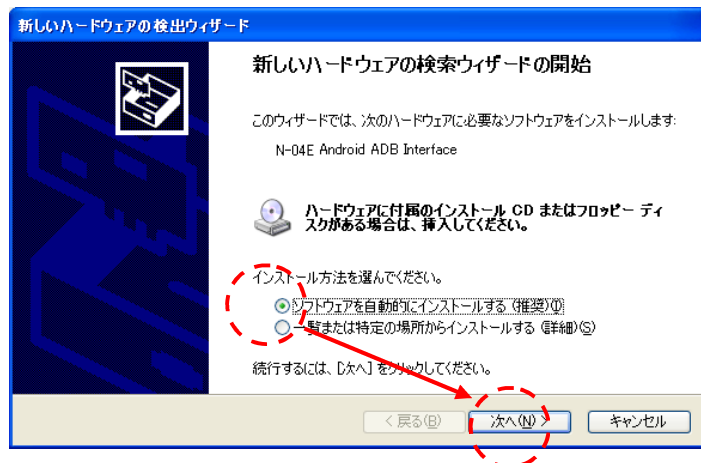 新しいハードウェアの検出ウィザード
新しいハードウェアの検索ウィザードの開始
このウィザードでは、次のハードウェアに必要なソフトウェアをインストールします:
N-04E Android ADB Interface
ハードウェアに付属のインストール CD またはフロッピー ディ
スクがある場合は、挿入してください。
インストール方法を選んでください。
ソフトウェアを自動的にインストールする (推奨)(I)
一覧または特定の場所からインストールする (詳細)(S)
続行するには、[次へ] をクリックしてください。
< 戻る(B)
次へ(N) >
キャンセル